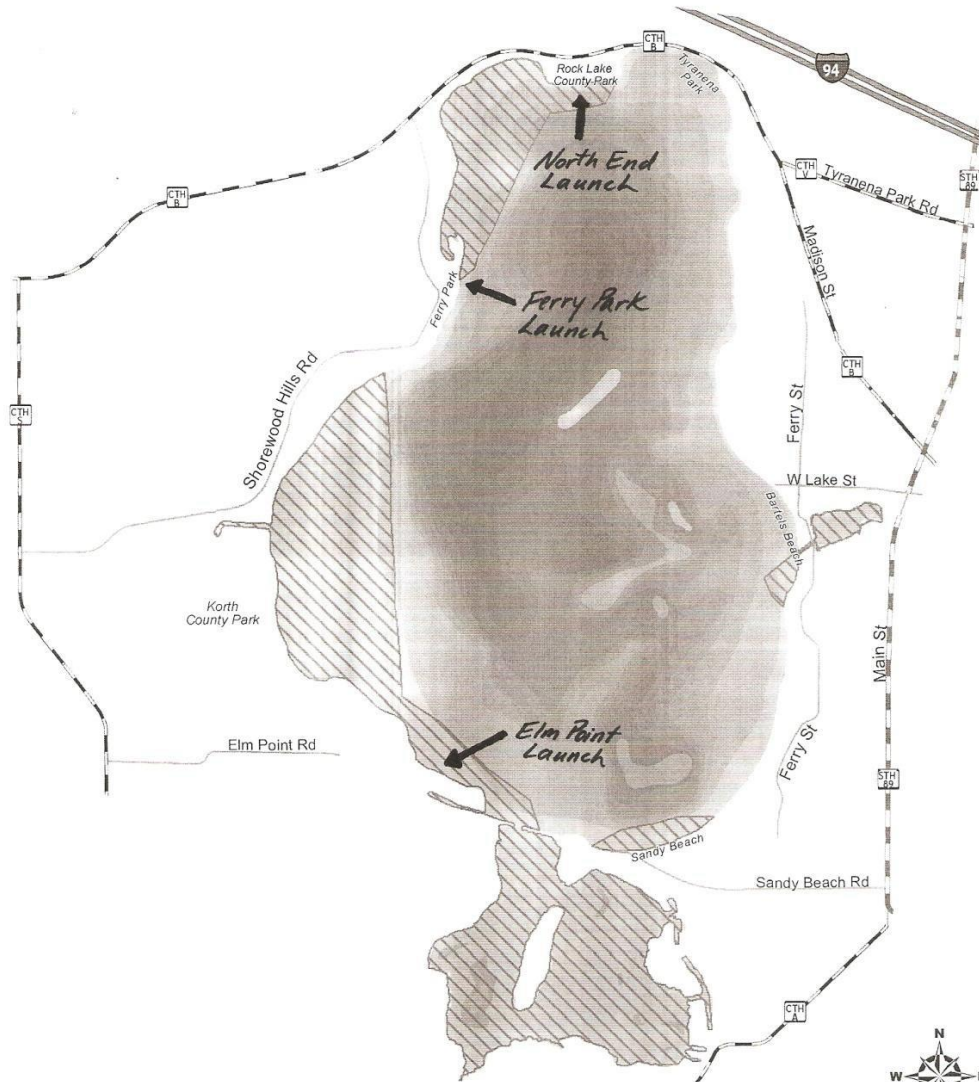 CTH
B
94
Rock Lake
County Park
Tyranena
Park
North End
Launch
CTH
V
Tyranena Park Rd
STH
89
CTH
B
Madison St
Ferry Park
Ferry Park
Launch
Shorewood Hills Rd
CTH
B
Ferry St
CTH
S
W Lake St
Bartels Beach
Korth
County Park
Main St
Elm Point Rd
Elm Point
Launch
Ferry St
STH
89
Sandy Beach
Sandy Beach Rd
CTH
A
N
W